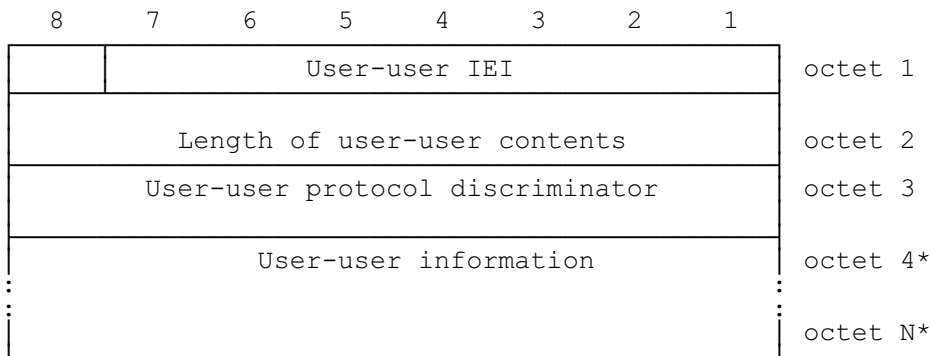 8 7 6 5 4 3 2 1
User-user IEI octet 1
Length of user-user contents octet 2
User-user protocol discriminator octet 3
User-user information octet 4*
octet N*